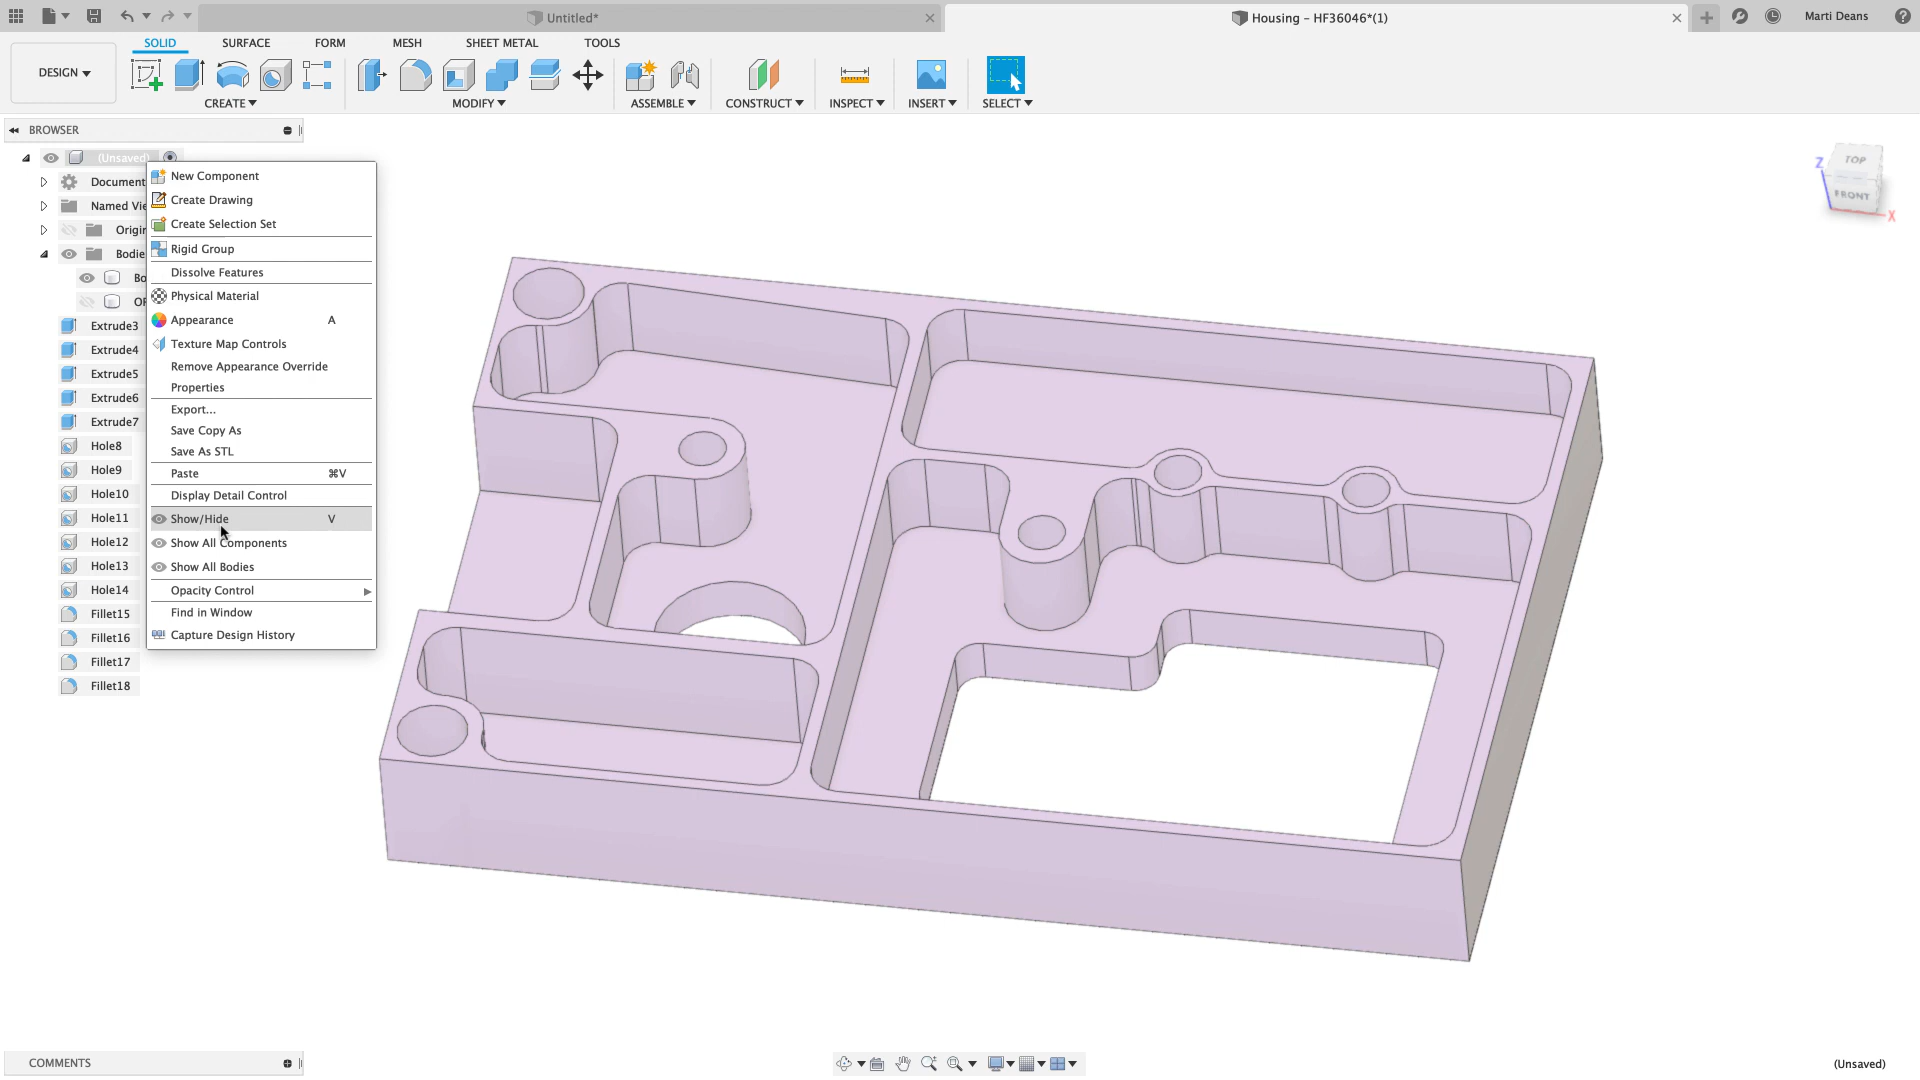 Untitled*
Housing - HF36046*(1)
Marti Deans
DESIGN
SOLID
SURFACE
FORM
MESH
SHEET METAL
TOOLS
CREATE
MODIFY
ASSEMBLE
CONSTRUCT
INSPECT
INSERT
SELECT
BROWSER
(Unsaved)
Document
Named Vie
Origin
Bodie
Bo
Extrude3
Extrude4
Extrude5
Extrude6
Extrude7
Hole8
Hole9
Hole10
Hole11
Hole12
Hole13
Hole14
Fillet15
Fillet16
Fillet17
Fillet18
New Component
Create Drawing
Create Selection Set
Rigid Group
Dissolve Features
Physical Material
Appearance A
Texture Map Controls
Remove Appearance Override
Properties
Export...
Save Copy As
Save As STL
Paste ⌘V
Display Detail Control
Show/Hide V
Show All Components
Show All Bodies
Opacity Control
Find in Window
Capture Design History
Z
TOP
FRONT
X
COMMENTS
(Unsaved)